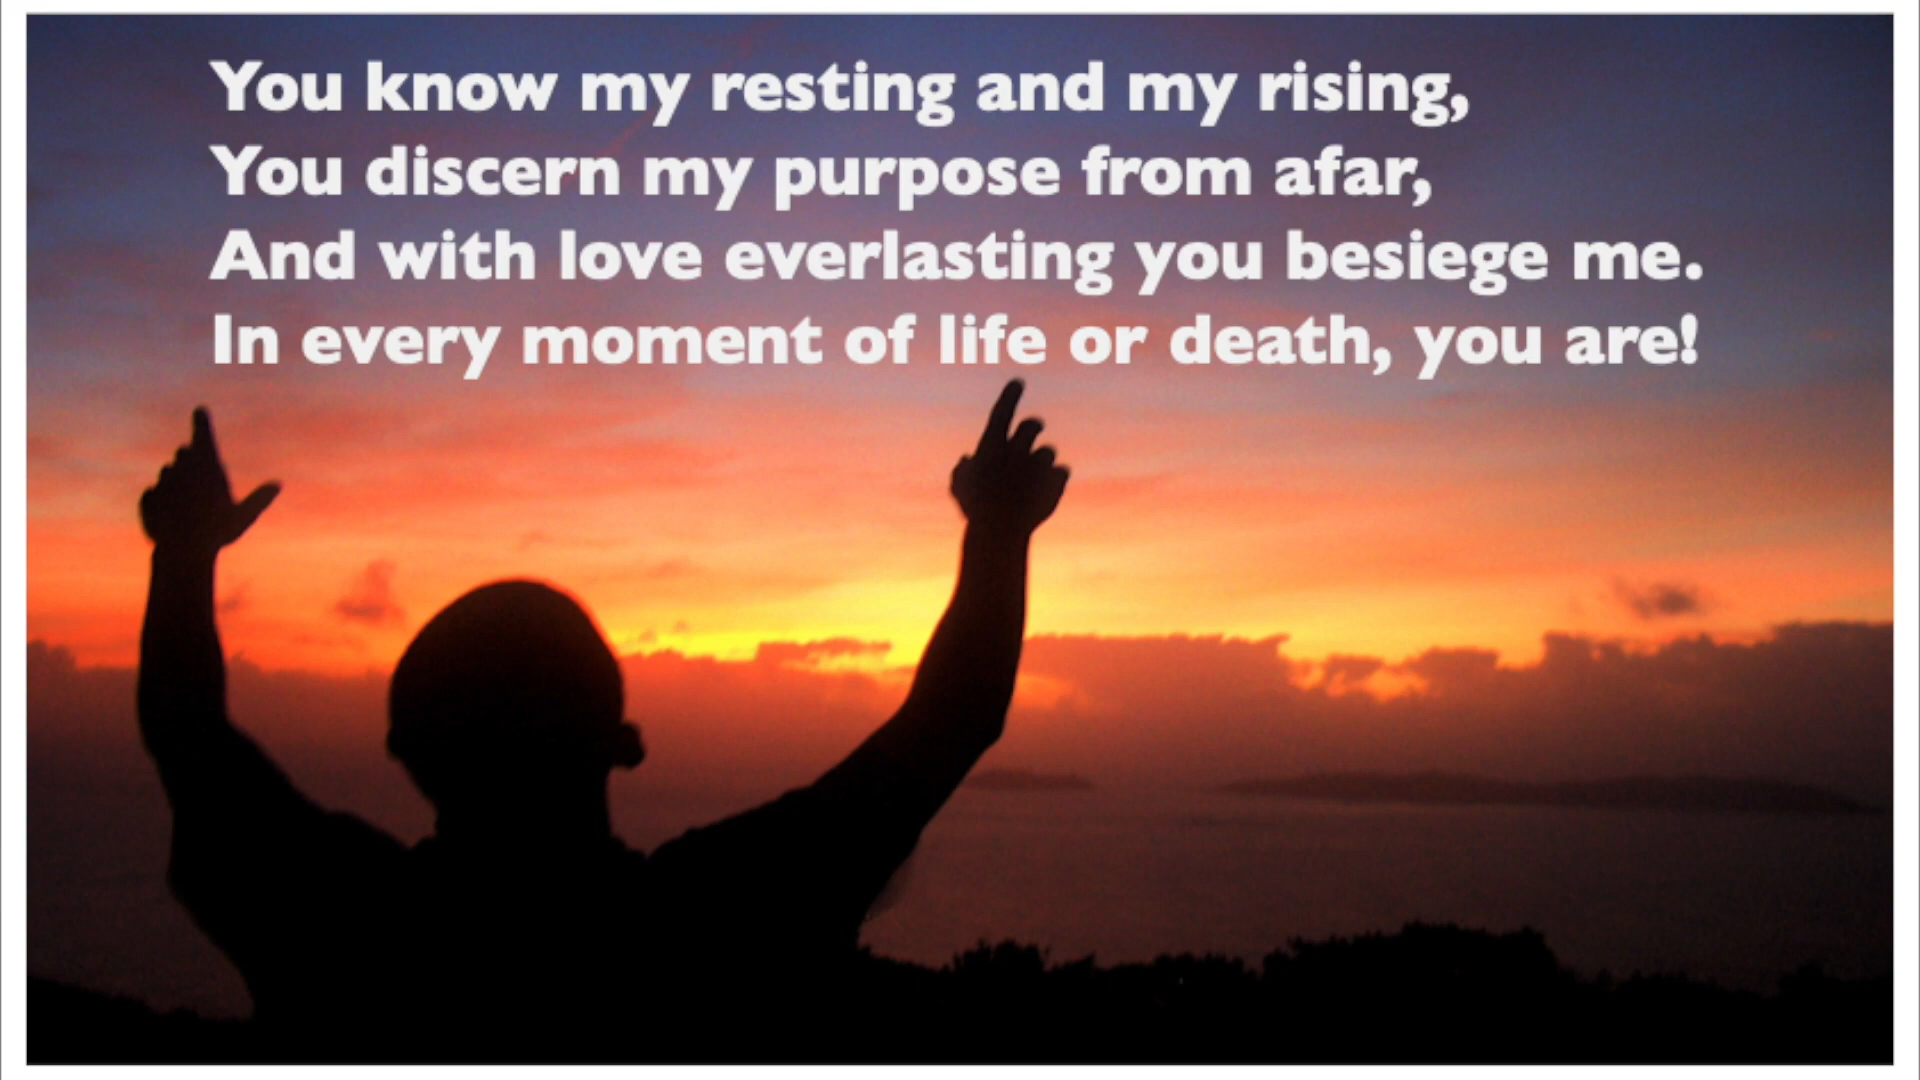 You know my resting and my rising,
You discern my purpose from afar,
And with love everlasting you besiege me.
In every moment of life or death, you are!